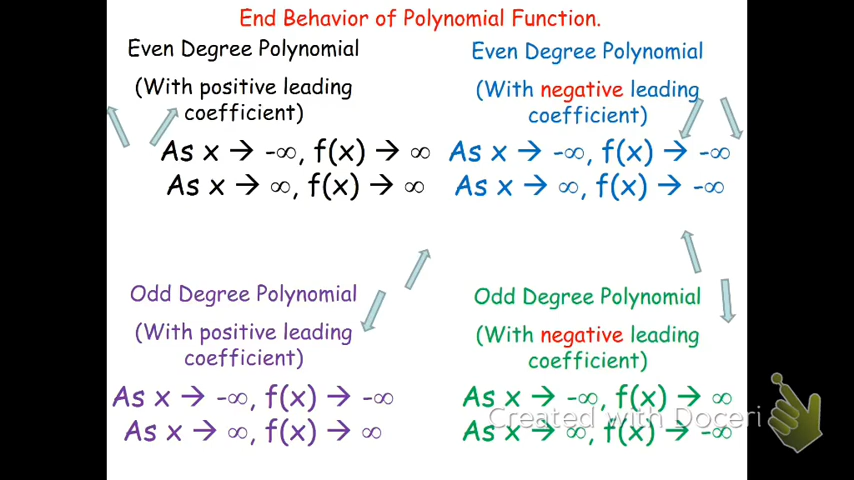 End Behavior of Polynomial Function.
Even Degree Polynomial
(With positive leading
coefficient)
As x → -∞, f(x) → ∞
As x → ∞, f(x) → ∞
Even Degree Polynomial
(With negative leading
coefficient)
As x → -∞, f(x) → -∞
As x → ∞, f(x) → -∞
Odd Degree Polynomial
(With positive leading
coefficient)
As x → -∞, f(x) → -∞
As x → ∞, f(x) → ∞
Odd Degree Polynomial
(With negative leading
coefficient)
As x → -∞, f(x) → ∞
As x → ∞, f(x) → -∞
Created with Doceri